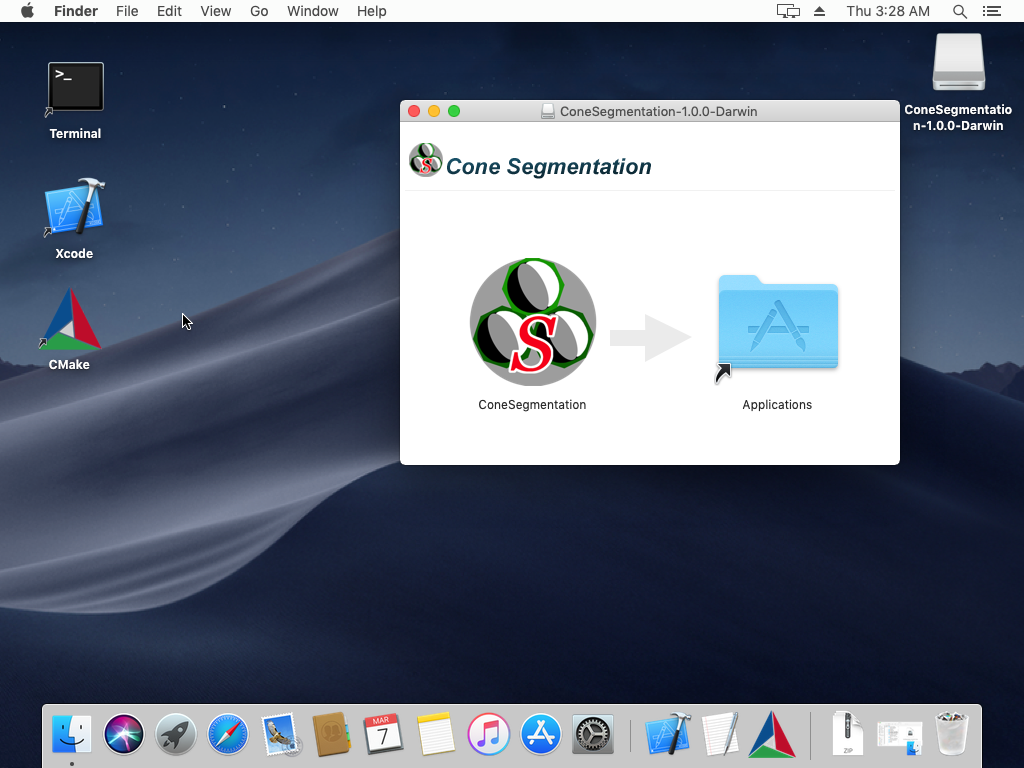 Finder File Edit View Go Window Help Thu 3:28 AM
>_
Terminal
Xcode
CMake
ConeSegmentation-1.0.0-Darwin
Cone Segmentation
S
S
ConeSegmentation
Applications
ConeSegmentatio
n-1.0.0-Darwin
MAR
7
ZIP